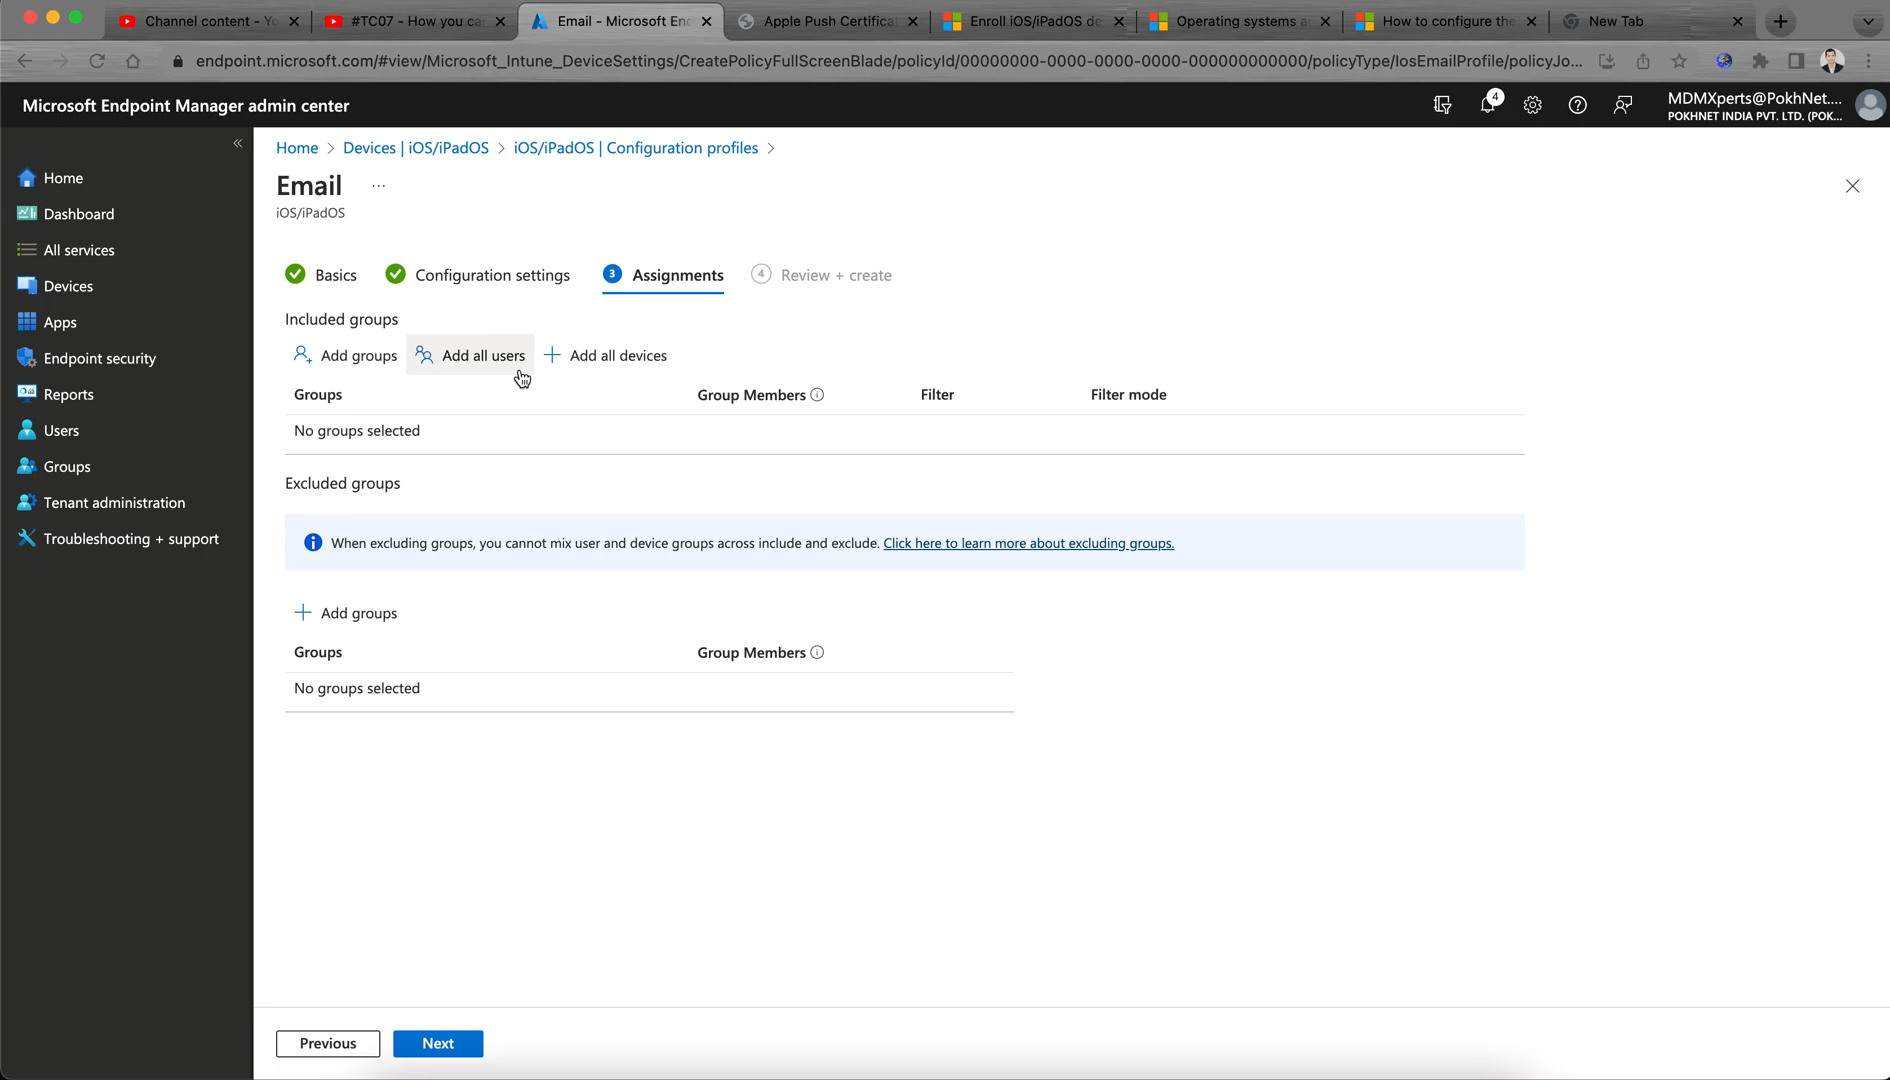 Channel content - Yo
#TC07 - How you ca
Email - Microsoft En
Apple Push Certificat
Enroll iOS/iPadOS de
Operating systems a
How to configure the
New Tab
endpoint.microsoft.com/#view/Microsoft_Intune_DeviceSettings/CreatePolicyFullScreenBlade/policyId/00000000-0000-0000-0000-000000000000/policyType/IosEmailProfile/policyJo...
Microsoft Endpoint Manager admin center
4
MDMXperts@PokhNet....
POKHNET INDIA PVT. LTD. (POK...
Home
Dashboard
All services
Devices
Apps
Endpoint security
Reports
Users
Groups
Tenant administration
Troubleshooting + support
Home > Devices | iOS/iPadOS > iOS/iPadOS | Configuration profiles >
Email ...
iOS/iPadOS
Basics
Configuration settings
3 Assignments
4 Review + create
Included groups
Add groups
Add all users
Add all devices
Groups Group Members Filter Filter mode
No groups selected
Excluded groups
When excluding groups, you cannot mix user and device groups across include and exclude. Click here to learn more about excluding groups.
Add groups
Groups Group Members
No groups selected
Previous
Next